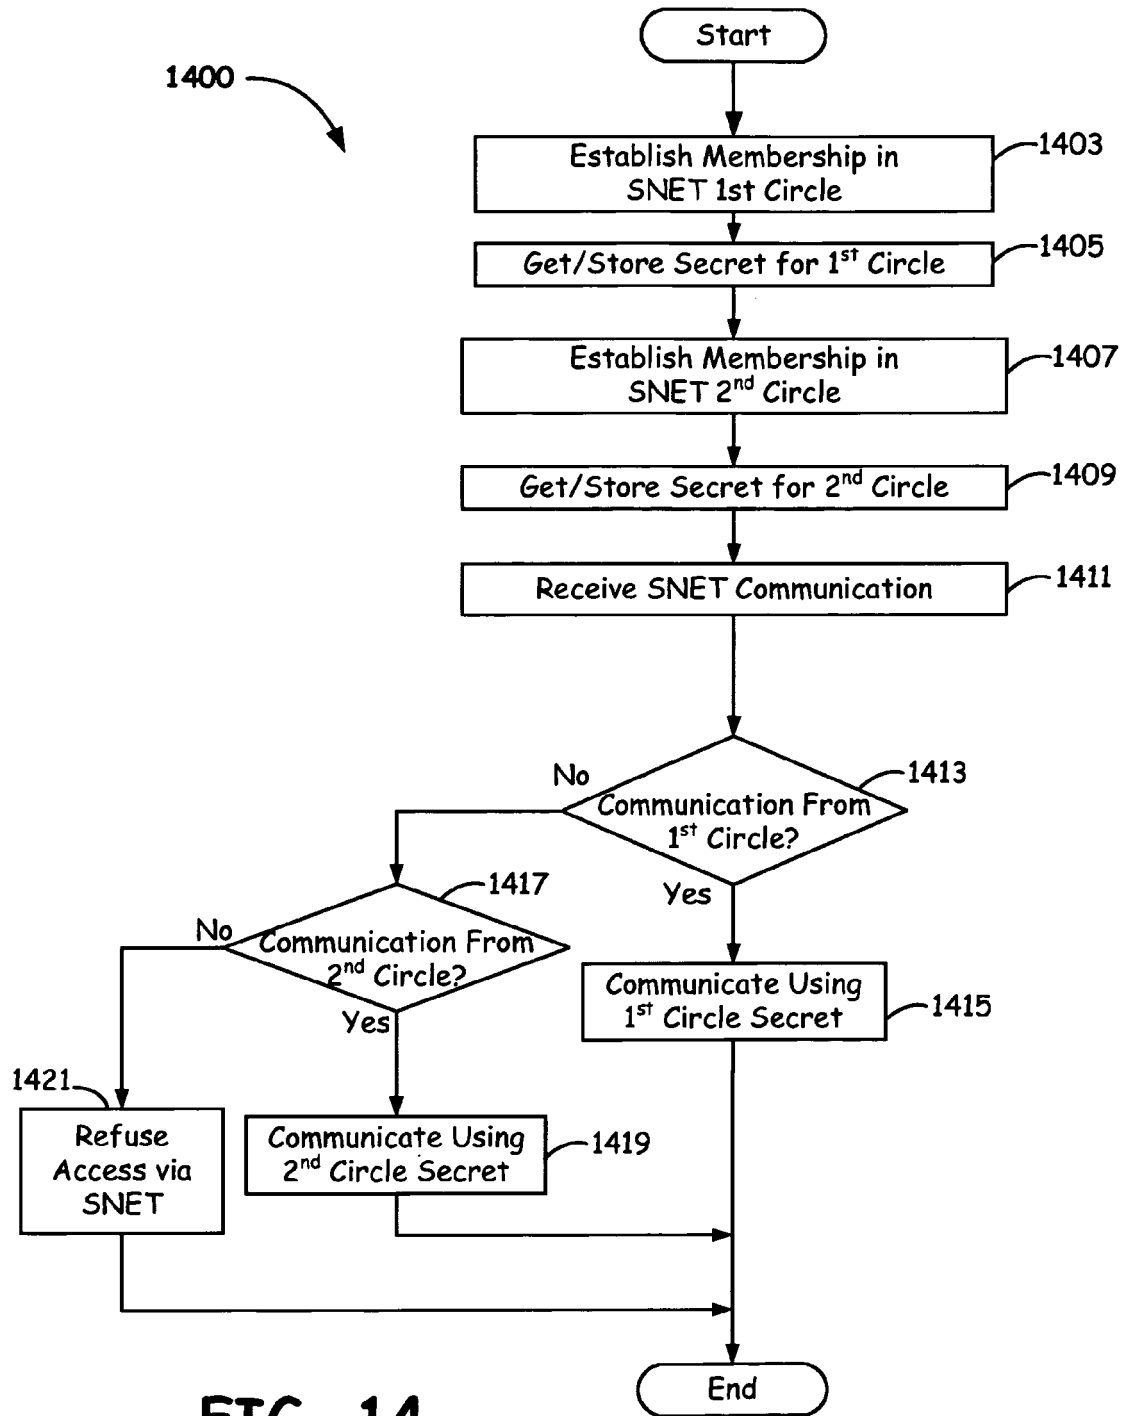 Start
1400
Establish Membership in
SNET 1st Circle
1403
Get/Store Secret for 1st Circle
1405
Establish Membership in
SNET 2nd Circle
1407
Get/Store Secret for 2nd Circle
1409
Receive SNET Communication
1411
No
1413
Communication From
1st Circle?
Yes
1417
No
Communication From
2nd Circle?
Yes
Communicate Using
1st Circle Secret
1415
1421
Refuse
Access via
SNET
Communicate Using
2nd Circle Secret
1419
End
FIG. 14